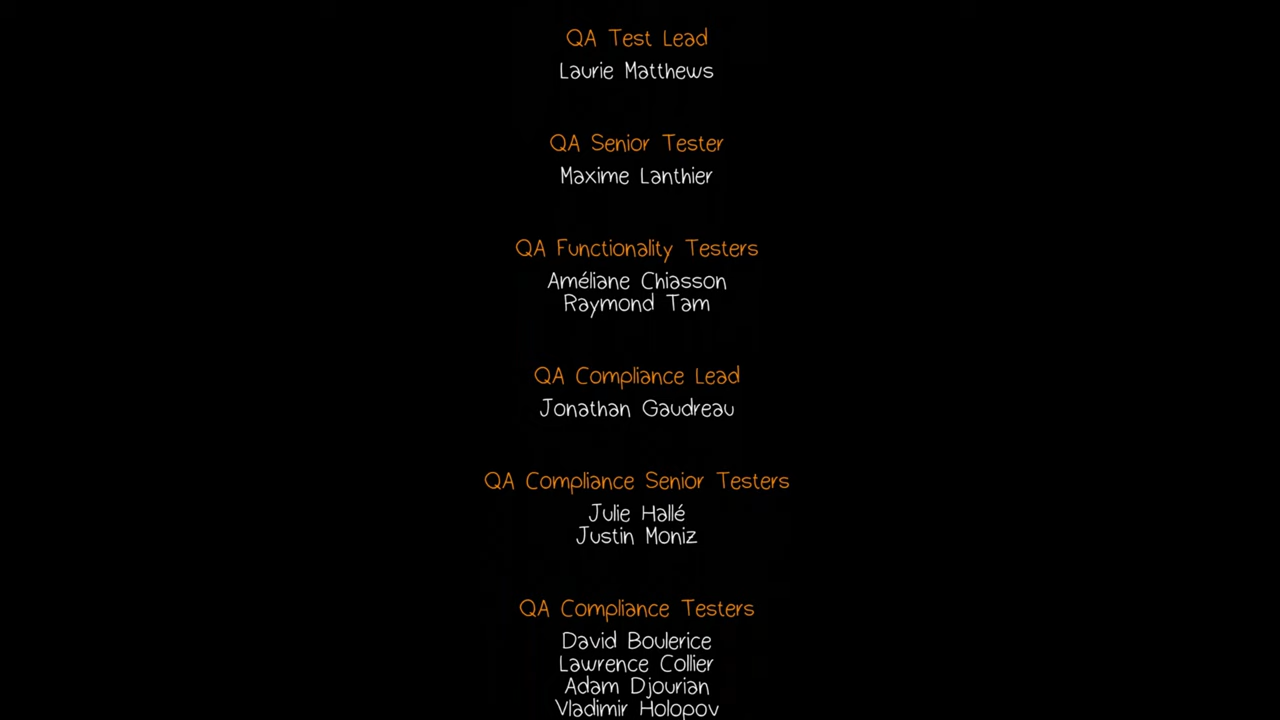 QA Test Lead
Laurie Matthews
QA Senior Tester
Maxime Lanthier
QA Functionality Testers
Améliane Chiasson
Raymond Tam
QA Compliance Lead
Jonathan Gaudreau
QA Compliance Senior Testers
Julie Hallé
Justin Moniz
QA Compliance Testers
David Boulerice
Lawrence Collier
Adam Djourian
Vladimir Holopov